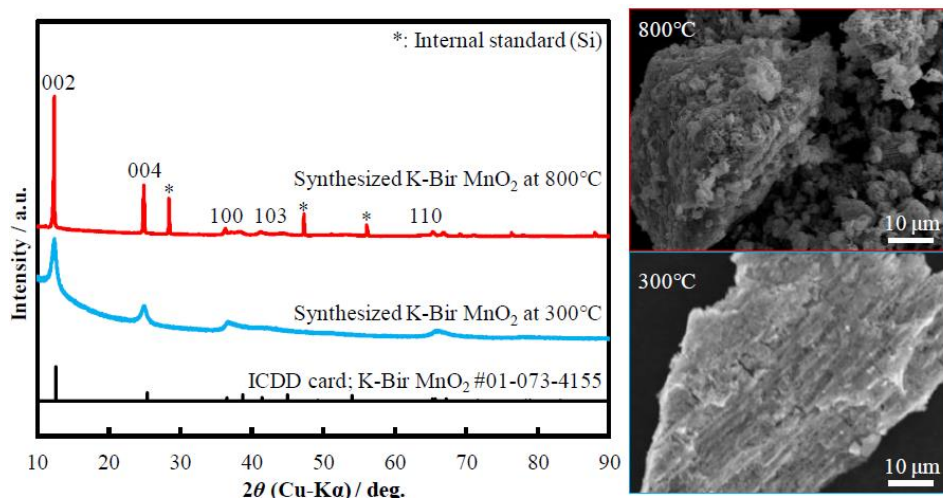 *: Internal standard (Si)
002
004
*
Synthesized K-Bir MnO₂ at 800℃
100
103
*
*
110
Synthesized K-Bir MnO₂ at 300℃
ICDD card; K-Bir MnO₂ #01-073-4155
Intensity / a.u.
10 20 30 40 50 60 70 80 90
2θ (Cu-Kα) / deg.
800℃
10 μm
300℃
10 μm